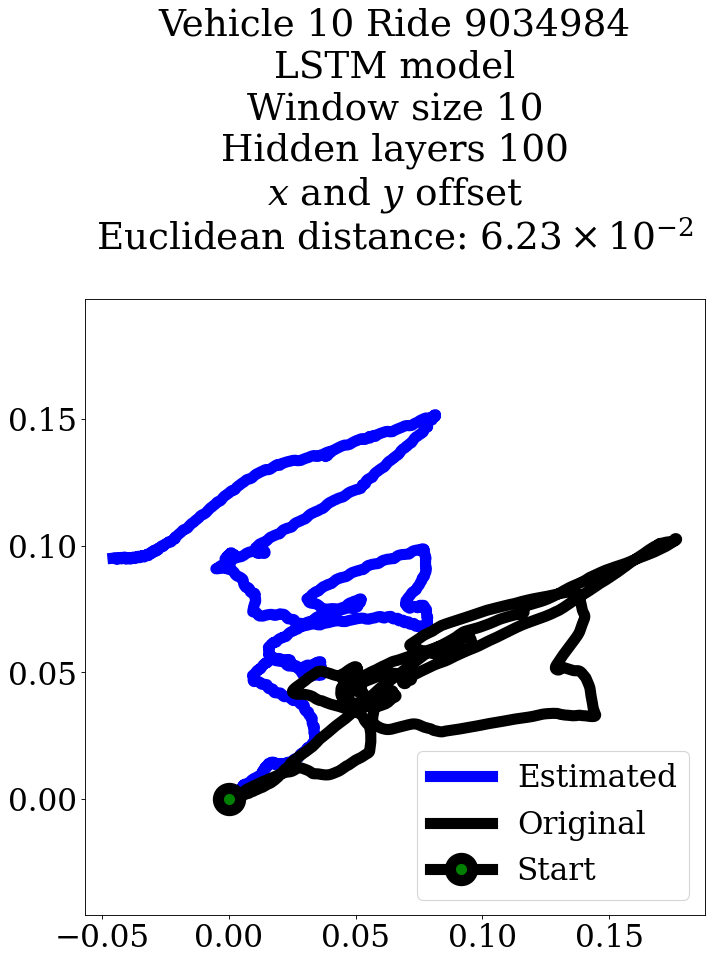 Vehicle 10 Ride 9034984
LSTM model
Window size 10
Hidden layers 100
x and y offset
Euclidean distance: 6.23 × 10⁻²
0.15
0.10
0.05
0.00
Estimated
Original
Start
−0.05 0.00 0.05 0.10 0.15